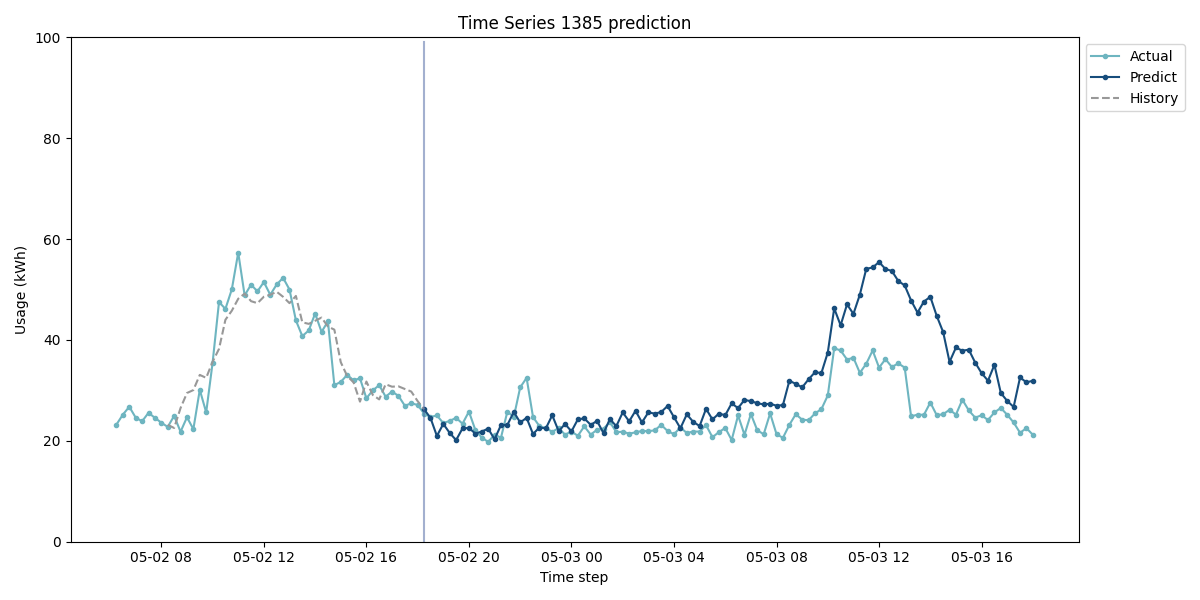 Time Series 1385 prediction
100
80
60
40
20
0
Usage (kWh)
05-02 08
05-02 12
05-02 16
05-02 20
05-03 00
05-03 04
05-03 08
05-03 12
05-03 16
Time step
Actual
Predict
History